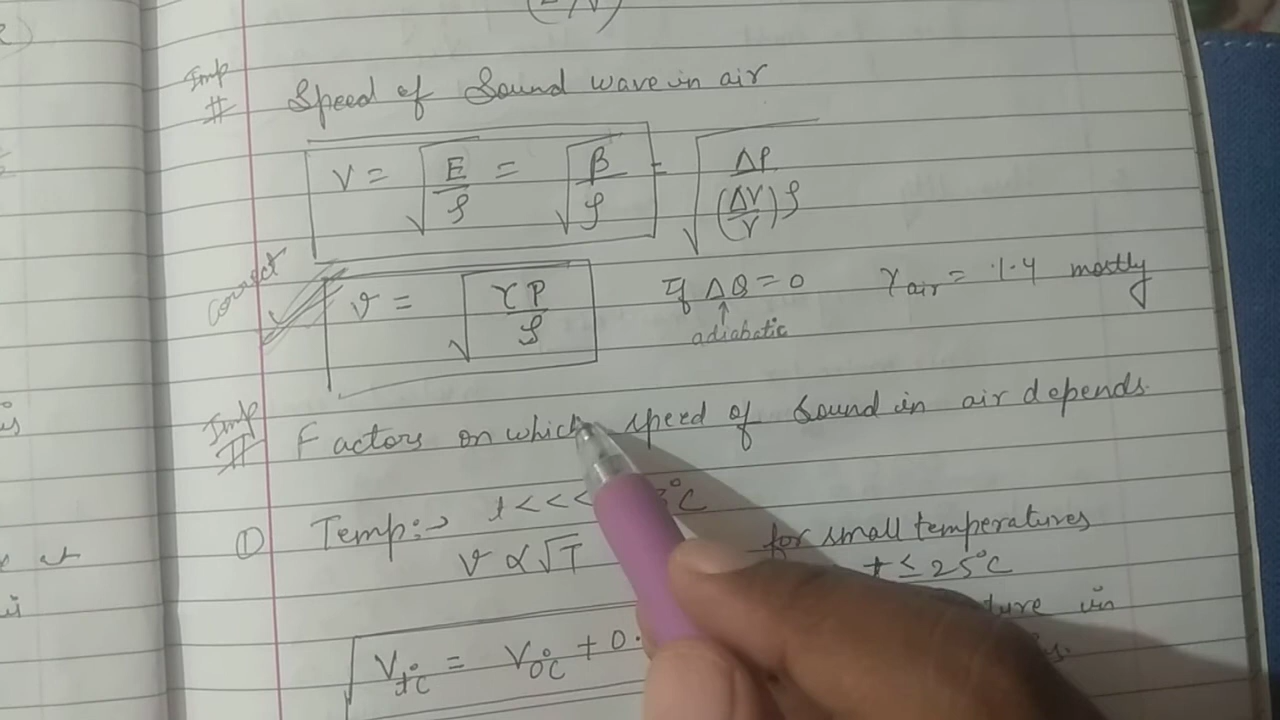 Imp
# Speed of Sound wave in air
V = √(E/ρ) = √(β/ρ) = √(ΔP/(ΔV/V)ρ)
Correct
v = √(γP/ρ) If ΔQ = 0 γair = 1.4 mostly
adiabatic
Imp
# Factors on which speed of Sound in air depends.
① Temp:→ t<<< °C
v ∝ √T for small temperatures
t ≤ 25°C
in
Vt°C = V0°C + 0.
at